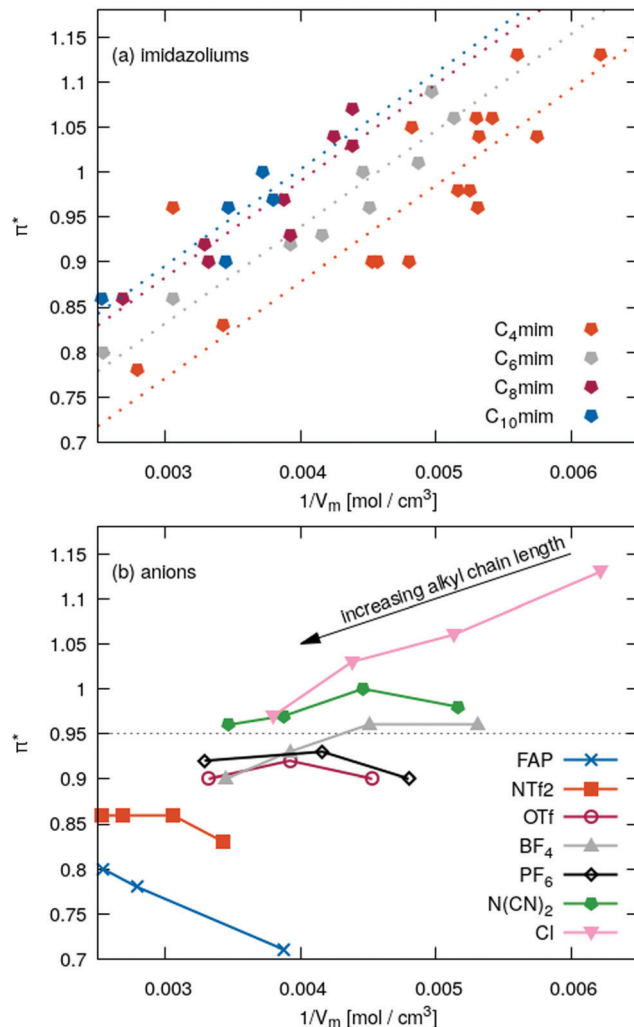 1.15
(a) imidazoliums
1.1
1.05
1
π*
0.95
0.9
0.85
C₄mim
0.8
C₆mim
C₈mim
0.75
C₁₀mim
0.7
0.003 0.004 0.005 0.006
1/Vₘ [mol / cm³]
1.15
(b) anions
increasing alkyl chain length
1.1
1.05
1
π*
0.95
FAP
0.9
NTf2
OTf
0.85
BF₄
0.8
PF₆
N(CN)₂
0.75
Cl
0.7
0.003 0.004 0.005 0.006
1/Vₘ [mol / cm³]